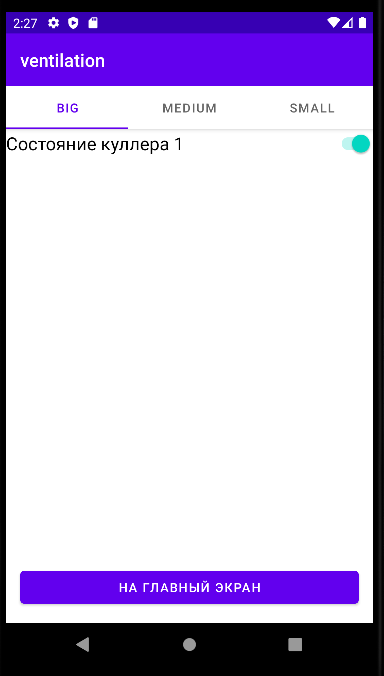 2:27
ventilation
BIG MEDIUM SMALL
Состояние куллера 1
НА ГЛАВНЫЙ ЭКРАН